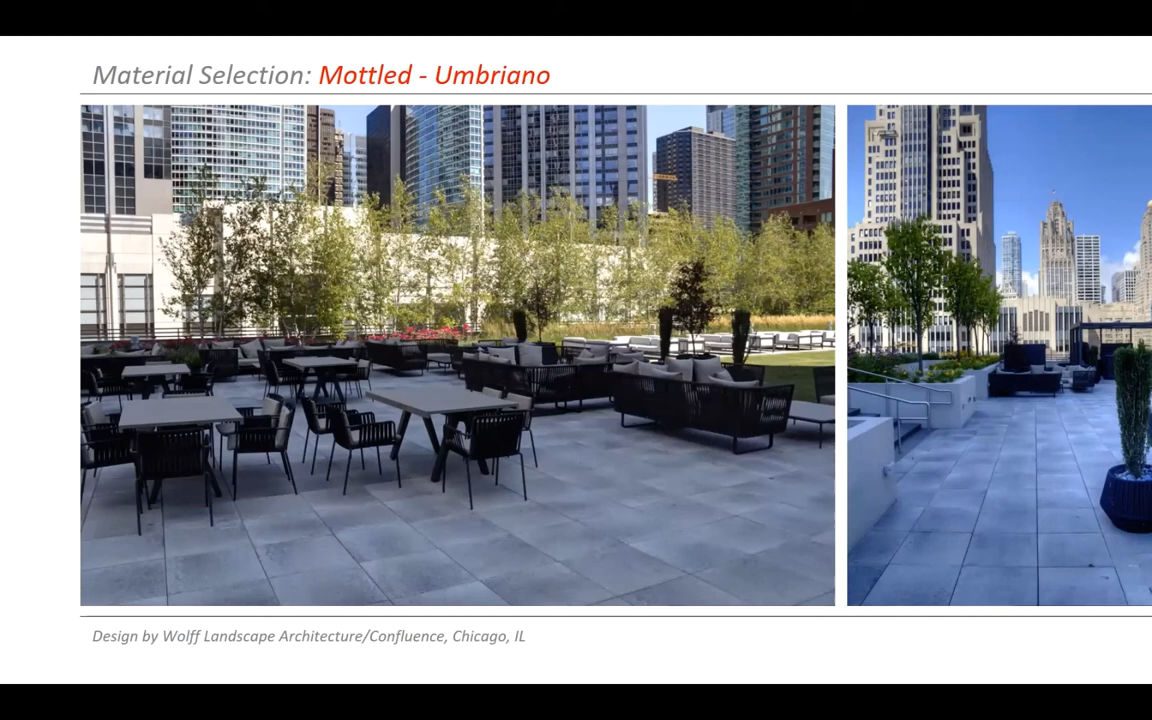 Material Selection: Mottled - Umbriano
Design by Wolff Landscape Architecture/Confluence, Chicago, IL